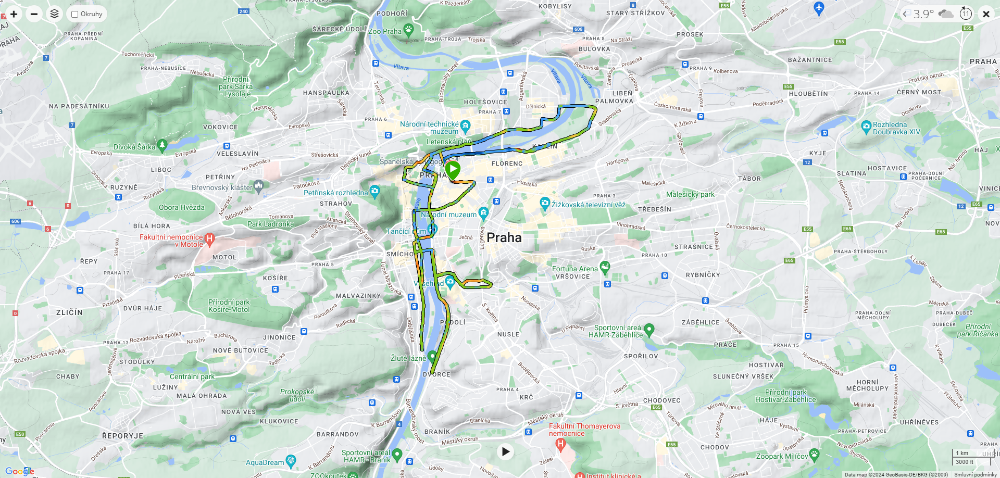 Okruhy
3.9°
11
PODHOŘÍ
K Pazderkám
KOBYLISY
STARÝ STŘÍŽKOV
Mladoboleslavská
240
8
E55
608
7
PRAHA
ŠÁRECKÉ ÚDOLÍ
Zoo Praha
PRAHA-PŘEDNÍ
KOPANINA
PRAHA-TROJA
Trojská
PRAHA 8
Na Stráži
BULOVKA
PROSEK
E55
E55
Tuchoměřická
Aviatická
7
BAŽANTNICE
PRAHA
PRAHA-NEBUŠICE
Nebušická
Vltava
Bubenečský tunel
Argentinská
Povltavská
Prosecká
PRAHA 9
Kolbenova
Pražský okruh
Přírodní
park Šárka
- Lysolaje
HANSPAULKA
Terronská
Šárecká
Vltava
Vltava
Zenklova
Čuprova
LIBEŇ
PALMOVKA
E55
HLOUBĚTÍN
PRAHA 14
ČERNÝ MOST
NA PADESÁTNÍKU
Horoměřická
HOLEŠOVICE
PRAHA 7
Dělnická
Českomoravská
Freyova
Poděbradská
Ocelkova
7
VOKOVICE
Evropská
PRAHA 6
Národní technické
muzeum
Sokolovská
K Žižkovu
Rozhledna
Doubravka XIV
Divoká Šárka
Evropská
Evropská
Letenská pláň
KARLÍN
Spojovací
KYJE
HÁJ
VELESLAVÍN
Střešovická
Dejvický tunel
Španělská synagoga
LIBOC
Na Petřinách
PETŘINY
PRAHA
FLORENC
Hartigova
12
HOSTAVICE
SLATINA
PRAHA-DOLNÍ
POČERNICE
Nár. hrdinů
RUZYNĚ
Břevnovský klášter
Patočkova
Husitská
Malešická
TÁBOR
VINICE
Ruzyňská
Petřínská rozhledna
STRAHOV
PRAHA 3
Malešický park
Nedokončená
6
0
Obora Hvězda
Ankarská
Bělohorská
Tomanova
Žižkovská televizní věž
TŘEBEŠÍN
12
E65
606
6
BÍLÁ HORA
Park Ladronka
Atletická
Pod Stadiony
Strahovský tunel
Národní muzeum
Vinohradská
Černokostelecká
E55
E65
E65
Nár. hrdinů
NOV
Fakultní nemocnice
v Motole
Slánská
Tančící dům
Ječná
Legerova
Praha
Úvalská
ŘEPY
MOTOL
SMÍCHO
Ruská
PRAHA 10
STRAŠNICE
PRAHA-ŠTĚRBOHOLY
PRAHA 17
Plzeňská
PRAHA 5
Tunel Mrázovka
E65
K Lesíku
KOŠÍŘE
Fortuna Arena
VRŠOVICE
RYBNÍČKY
Vyšehrad
Slatiny
Plzeňská
MALVAZINKY
Průmyslová
ZLIČÍN
DVŮR HÁJE
Přírodní park
Košíře-Motol
Peroutkova
Nuselská
5. května
Městská
0
Radlická
Dobříšská
PODOLÍ
PRAHA-DOLNÍ
MĚCHOLUPY
PRAHA-DUBEČ
DUBEČEK
Rozvadovská spojka
Bucharova
U Plynárny
ZÁBĚHLICE
Švehlova
Sportovní areál
HAMR-Záběhlice
Přírodní
park Říčanka
PRAHA 13
Nárožní
JINONICE
NUSLE
PRÁČE
PRAHA 15
K Vilkám
Rozvadovská spojka
Jeremiášova
NOVÉ BUTOVICE
Radlická
Žluté lázně
SPOŘILOV
Hornoměcholupská
STODŮLKY
HOSTIVAŘ
CHABY
Centrální park
DVORCE
Budějovická
SLUNEČNÝ VRŠEK
LUŽINY
MALÁ OHRADA
Prokopské
údolí
PRAHA 4
Hlavní
HORNÍ
MĚCHOLUPY
Hornoměcholupská
Bečovská
KRČ
Přírodní park
Hostivař-Záběhlice
Poncarova
NOVÁ VES
KLUKOVICE
K Barrandovu
Barrandovský most
CHODOVEC
E65
5. května
Mírového hnutí
Milánská
Přátelství
E50
Poncarova
ŘEPORYJE
BARRANDOV
4
BRANÍK
Branická
Městský okruh
Türkova
Ke Stáčírně
HÁJE
Výstavní
UHŘÍNĚVES
Městský okruh
Fakultní Thomayerova
nemocnice
E55
PRAHA-PETROVICE
Ořešská
Sportovní areál
HAMR - Braník
CHODOV
Opatovská
Novopetrovická
PRAHA
AquaDream
K Barrandovu
Zálesí
Zoopark Milíčov
Stychova
1 km
3000 ft
ZOOkoutek
Institut klinické a
Google
Data map ©2024 GeoBasis-DE/BKG (©2009)
Smluvní podmínky